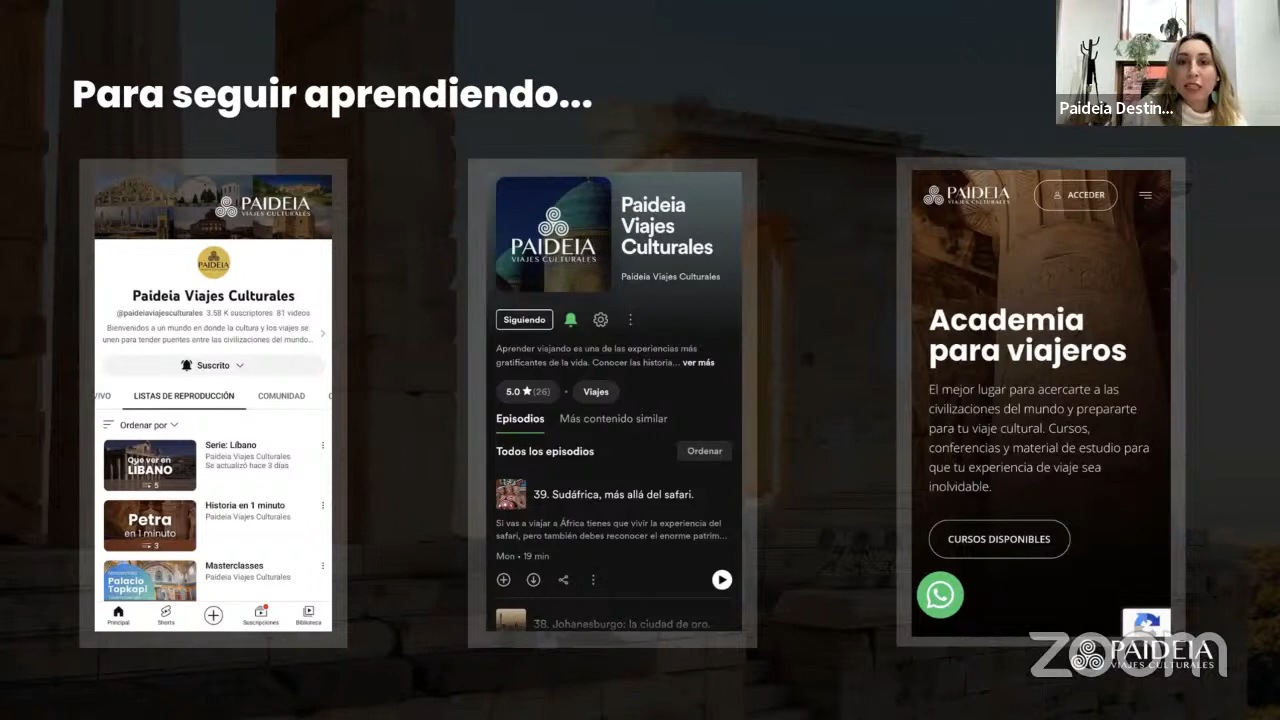 Para seguir aprendiendo...
Paideia Destin...
PAIDEIA
VIAJES CULTURALES
PAIDEIA
Paideia Viajes Culturales
@paideiaviajesculturales 3.58 K suscriptores 81 videos
Bienvenidos a un mundo en donde la cultura y los viajes se
unen para tender puentes entre las civilizaciones del mundo...
Suscrito
VIVO
LISTAS DE REPRODUCCIÓN
COMUNIDAD
Ordenar por
Qué ver en
LÍBANO
5
Serie: Líbano
Paideia Viajes Culturales
Se actualizó hace 3 días
Petra
en 1 minuto
3
Historia en 1 minuto
Paideia Viajes Culturales
Palacio
Topkapi
Masterclasses
Paideia Viajes Culturales
Principal
Shorts
Suscripciones
Biblioteca
PAIDEIA
VIAJES CULTURALES
Paideia
Viajes
Culturales
Paideia Viajes Culturales
Siguiendo
Aprender viajando es una de las experiencias más
gratificantes de la vida. Conocer las historia... ver más
5.0 ★ (26) • Viajes
Episodios
Más contenido similar
Todos los episodios
Ordenar
39. Sudáfrica, más allá del safari.
Si vas a viajar a África tienes que vivir la experiencia del
safari, pero también debes reconocer el enorme patrim...
Mon • 19 min
38. Johanesburgo: la ciudad de oro.
PAIDEIA
VIAJES CULTURALES
ACCEDER
Academia
para viajeros
El mejor lugar para acercarte a las
civilizaciones del mundo y prepararte
para tu viaje cultural. Cursos,
conferencias y material de estudio para
que tu experiencia de viaje sea
inolvidable.
CURSOS DISPONIBLES
zoom
PAIDEIA
VIAJES CULTURALES